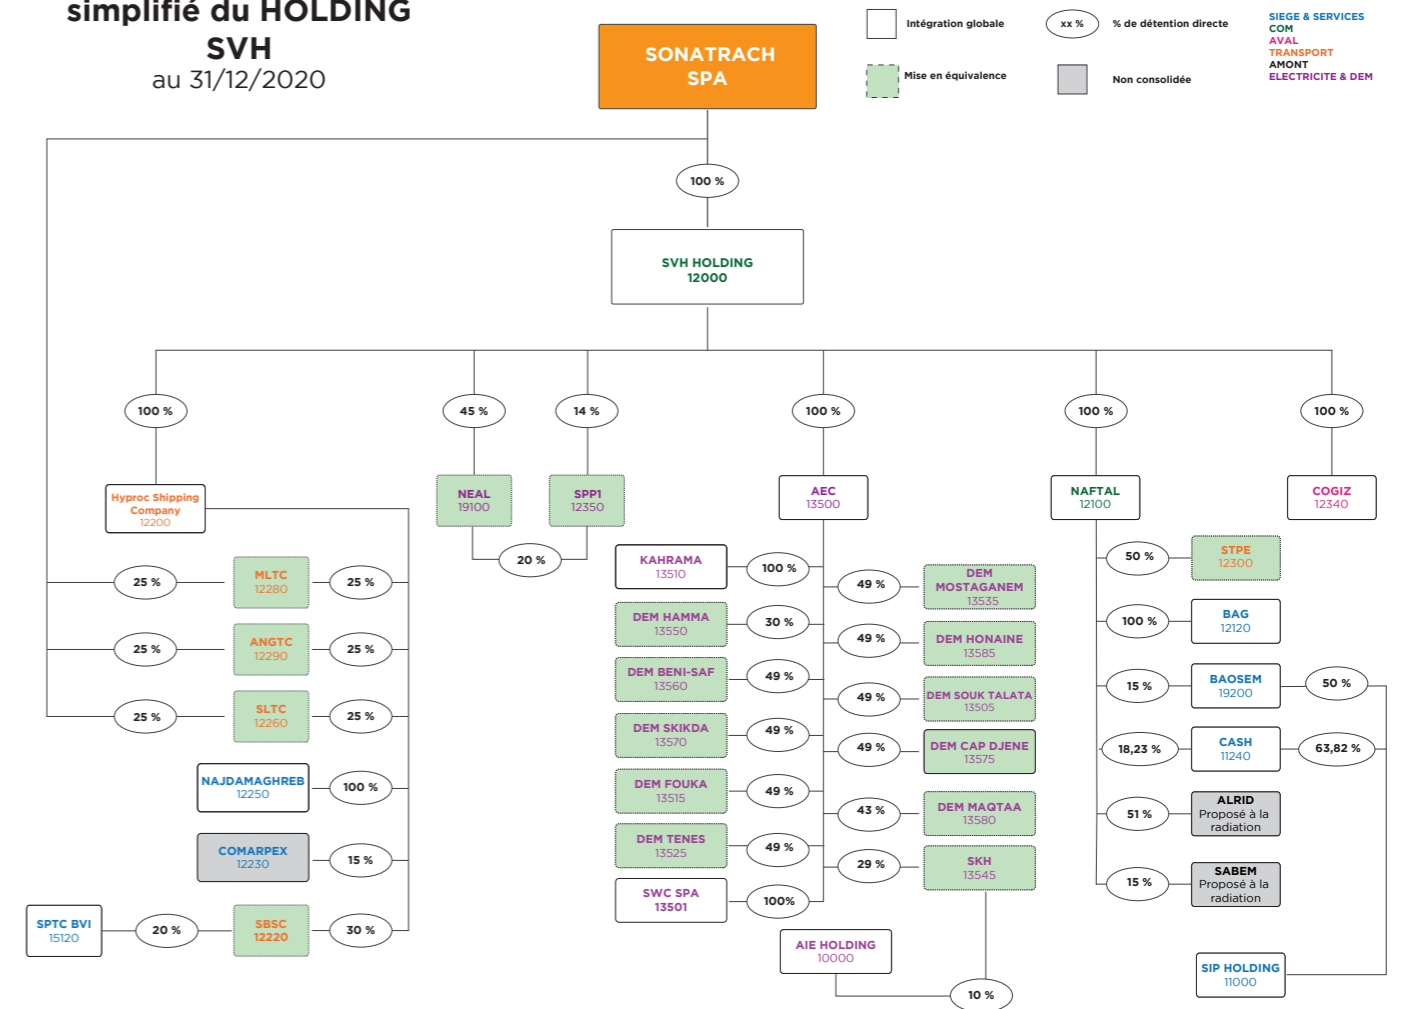 simplifié du HOLDING
SVH
au 31/12/2020
Intégration globale
xx %
% de détention directe
Mise en équivalence
Non consolidée
SIEGE & SERVICES
COM
AVAL
TRANSPORT
AMONT
ELECTRICITE & DEM
SONATRACH
SPA
100 %
SVH HOLDING
12000
100 %
45 %
14 %
100 %
100 %
100 %
Hyproc Shipping
Company
12200
NEAL
19100
SPP1
12350
20 %
AEC
13500
NAFTAL
12100
COGIZ
12340
25 %
MLTC
12280
25 %
25 %
ANGTC
12290
25 %
25 %
SLTC
12260
25 %
NAJDAMAGHREB
12250
100 %
COMARPEX
12230
15 %
SPTC BVI
15120
20 %
SBSC
12220
30 %
KAHRAMA
13510
100 %
DEM HAMMA
13550
30 %
DEM BENI-SAF
13560
49 %
DEM SKIKDA
13570
49 %
DEM FOUKA
13515
49 %
DEM TENES
13525
49 %
SWC SPA
13501
100%
49 %
DEM
MOSTAGANEM
13535
49 %
DEM HONAINE
13585
49 %
DEM SOUK TALATA
13505
49 %
DEM CAP DJENE
13575
43 %
DEM MAQTAA
13580
29 %
SKH
13545
AIE HOLDING
10000
10 %
50 %
STPE
12300
100 %
BAG
12120
15 %
BAOSEM
19200
50 %
18,23 %
CASH
11240
63,82 %
51 %
ALRID
Proposé à la
radiation
15 %
SABEM
Proposé à la
radiation
SIP HOLDING
11000